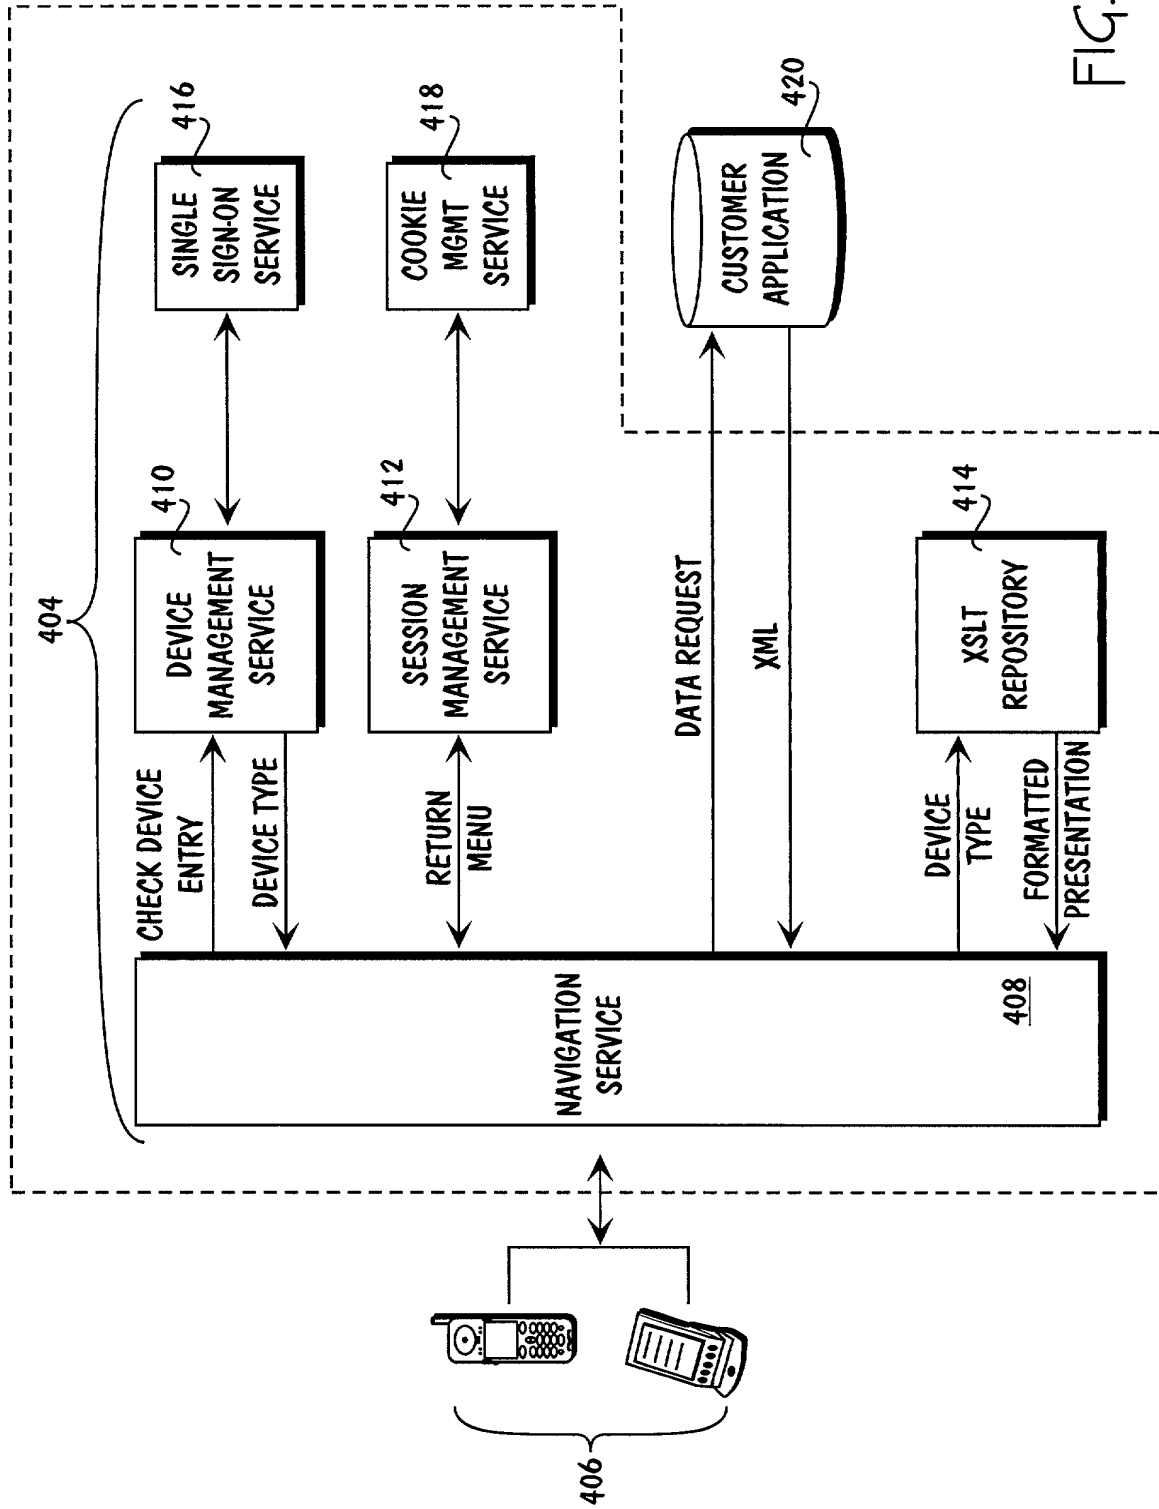 404
SINGLE
SIGN-ON
SERVICE
416
COOKIE
MGMT
SERVICE
418
CUSTOMER
APPLICATION
420
DEVICE
MANAGEMENT
SERVICE
410
SESSION
MANAGEMENT
SERVICE
412
XSLT
REPOSITORY
414
CHECK DEVICE
ENTRY
DEVICE TYPE
RETURN
MENU
DATA REQUEST
XML
DEVICE
TYPE
FORMATTED
PRESENTATION
NAVIGATION
SERVICE
408
406
FIG.